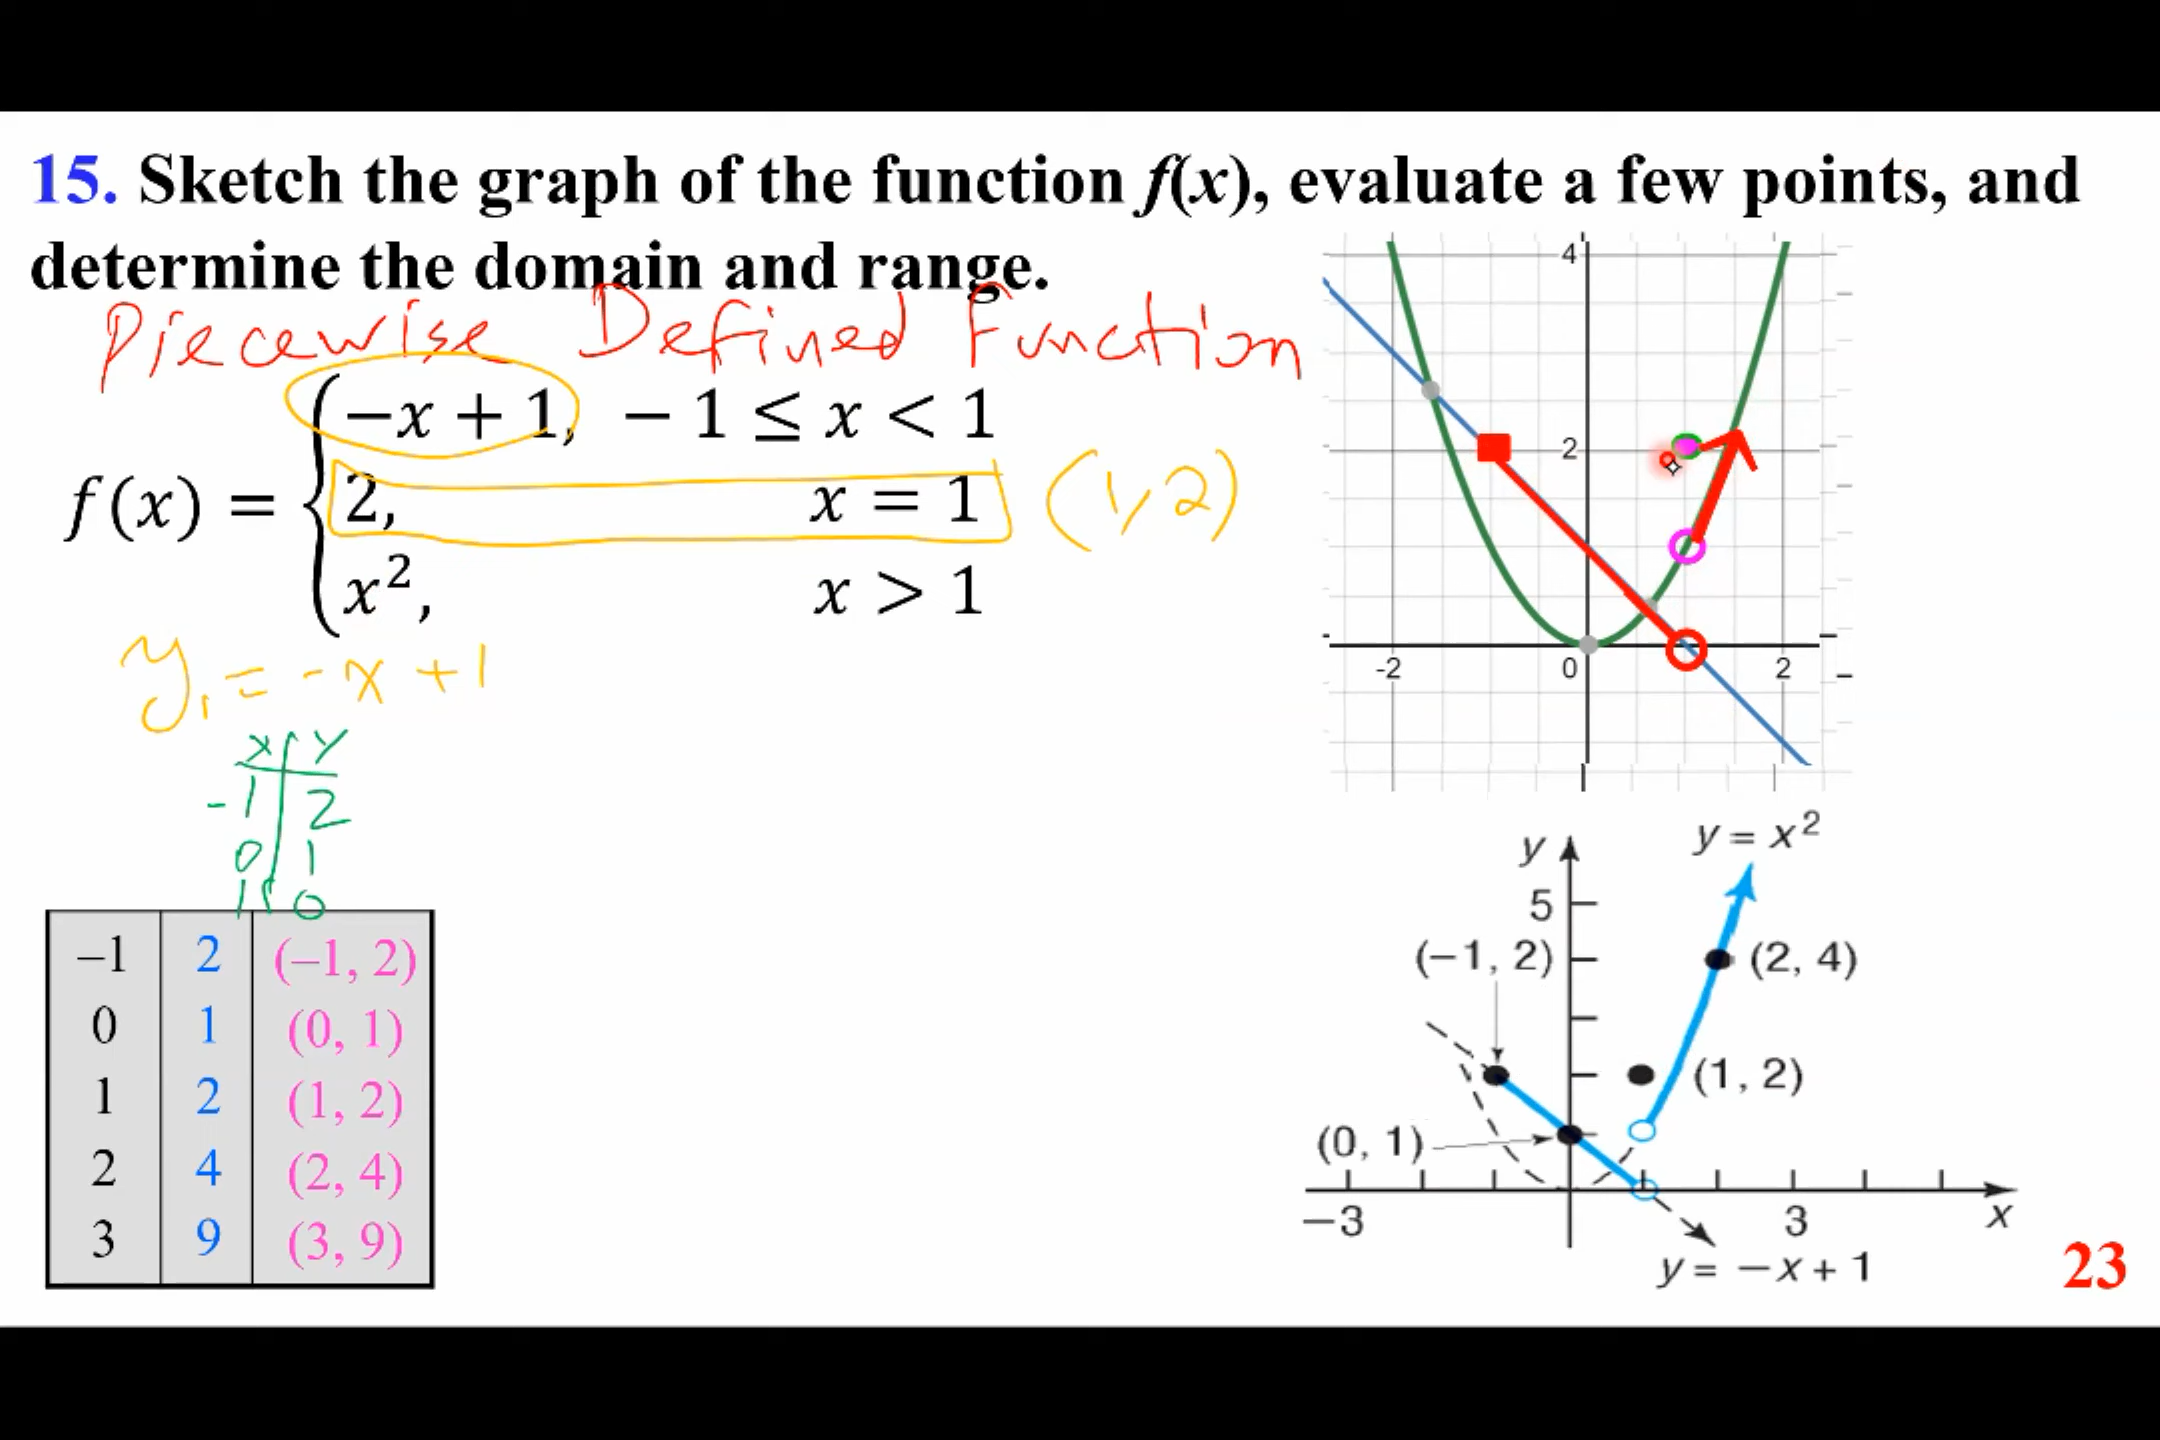 15. Sketch the graph of the function f(x), evaluate a few points, and
determine the domain and range.
Piecewise Defined Function
−x + 1, − 1 ≤ x < 1
f(x) = { 2, x = 1 (1, 2)
x², x > 1
y₁ = -x + 1
x y
-1 2
0 1
1 0
−1 2 (−1, 2)
0 1 (0, 1)
1 2 (1, 2)
2 4 (2, 4)
3 9 (3, 9)
4
2
-2 0 2
y = x²
y
5
(−1, 2) (2, 4)
(1, 2)
(0, 1)
−3 3 x
y = −x + 1
23